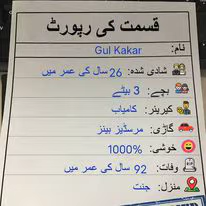 قسمت کی رپورٹ
نام: Gul Kakar
شادی شدہ: 26 سال کی عمر میں
بچے: 3 بیٹے
کیریئر: کامیاب
گاڑی: مرسڈیز بینز
خوشی: 1000%
وفات: 92 سال کی عمر میں
منزل: جنت